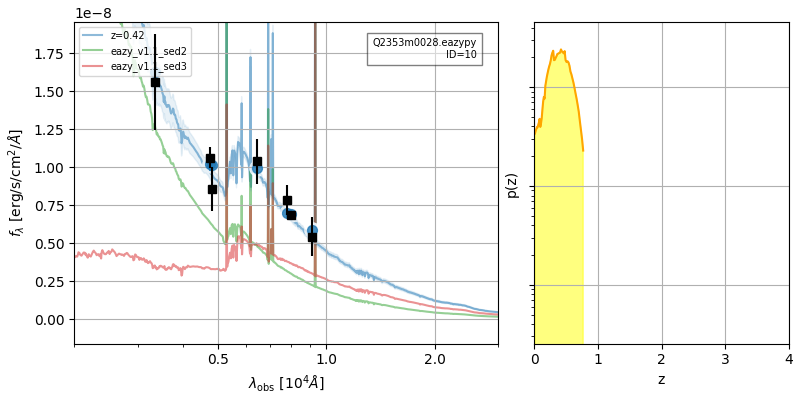 1e−8
z=0.42
eazy_v1.1_sed2
eazy_v1.1_sed3
Q2353m0028.eazypy
ID=10
1.75
1.50
1.25
1.00
0.75
0.50
0.25
0.00
fλ [erg/s/cm²/Å]
0.5
1.0
2.0
λobs [10⁴Å]
p(z)
0
1
2
3
4
z